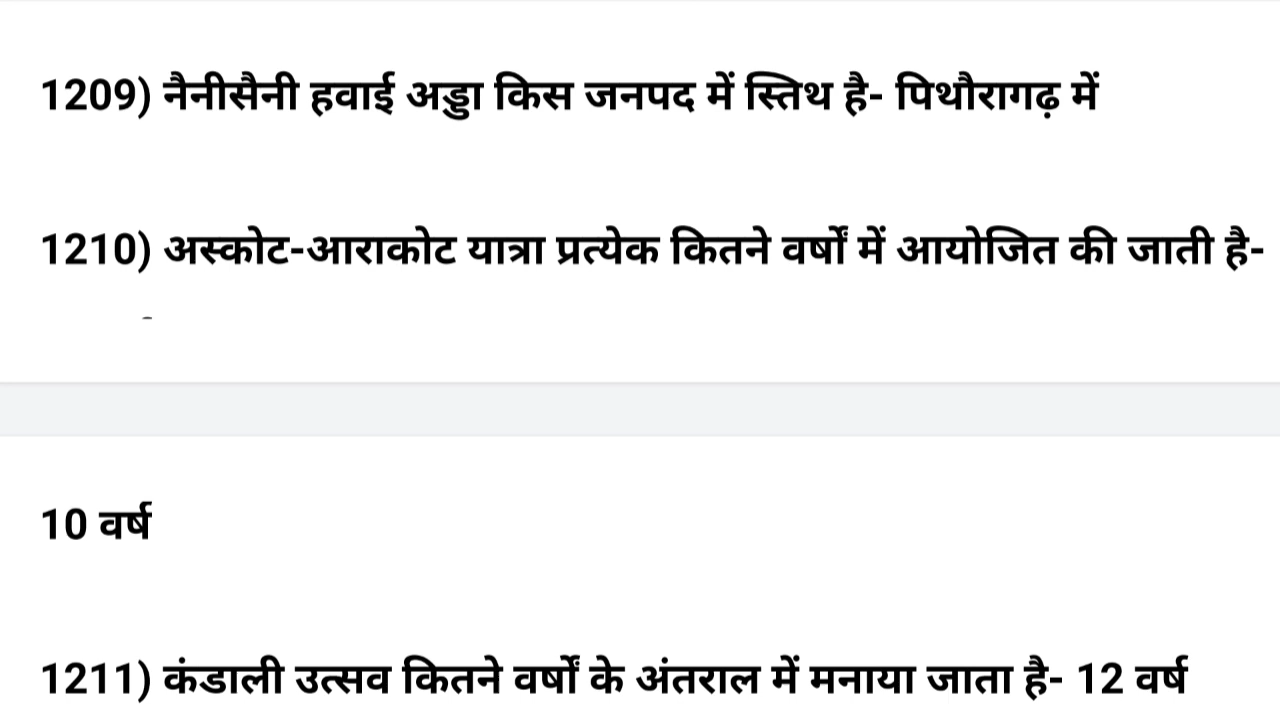 1209) नैनीसैनी हवाई अड्डा किस जनपद में स्तिथ है- पिथौरागढ़ में
1210) अस्कोट-आराकोट यात्रा प्रत्येक कितने वर्षों में आयोजित की जाती है-
10 वर्ष
1211) कंडाली उत्सव कितने वर्षों के अंतराल में मनाया जाता है- 12 वर्ष